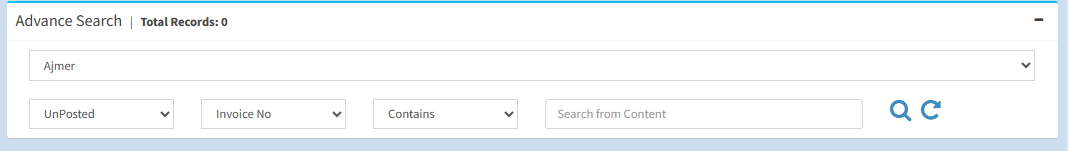 Advance Search | Total Records: 0
Ajmer
UnPosted Invoice No Contains Search from Content